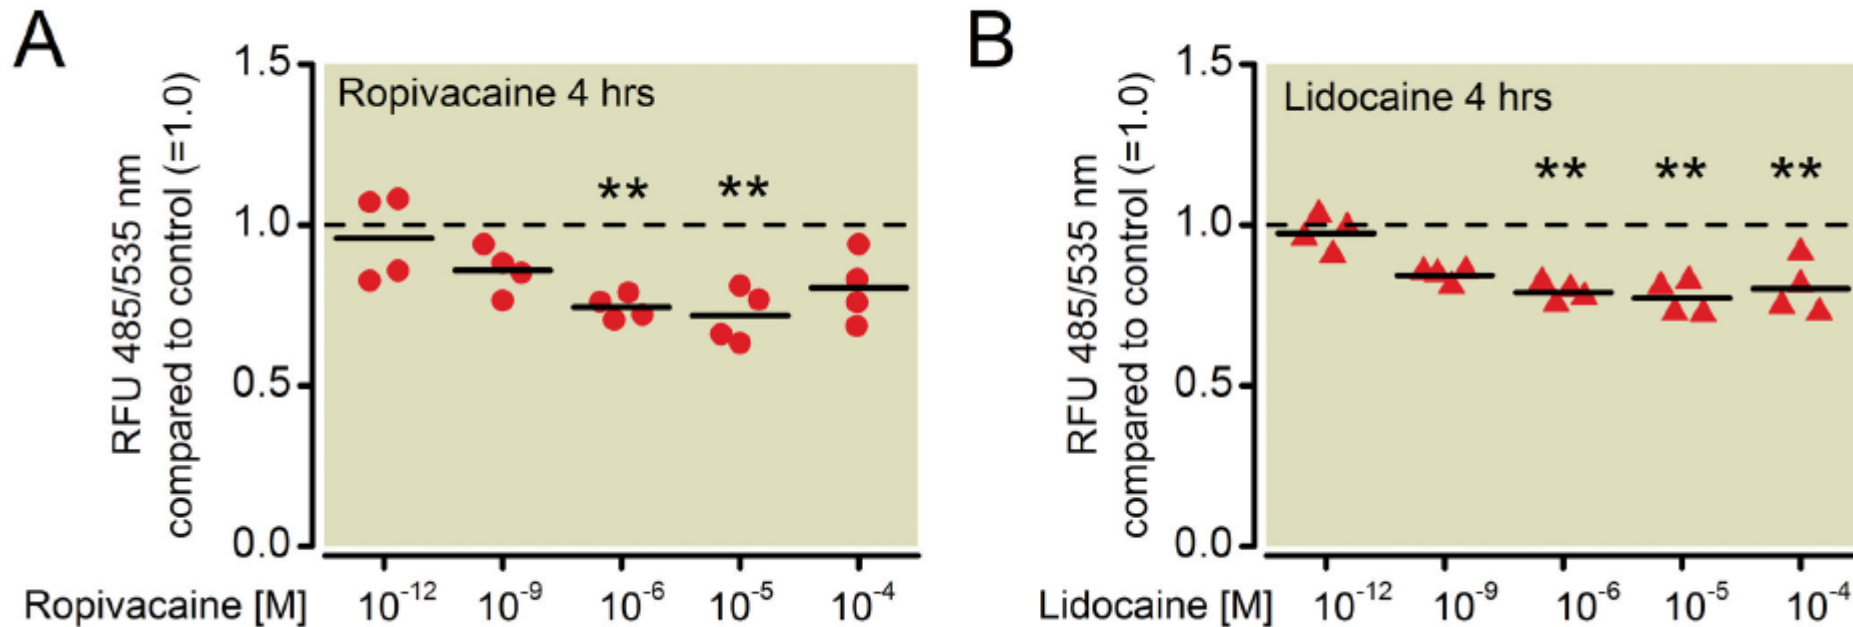 A
RFU 485/535 nm
compared to control (=1.0)
1.5
1.0
0.5
0.0
Ropivacaine 4 hrs
** **
Ropivacaine [M] 10⁻¹² 10⁻⁹ 10⁻⁶ 10⁻⁵ 10⁻⁴
B
RFU 485/535 nm
compared to control (=1.0)
1.5
1.0
0.5
0.0
Lidocaine 4 hrs
** ** **
Lidocaine [M] 10⁻¹² 10⁻⁹ 10⁻⁶ 10⁻⁵ 10⁻⁴